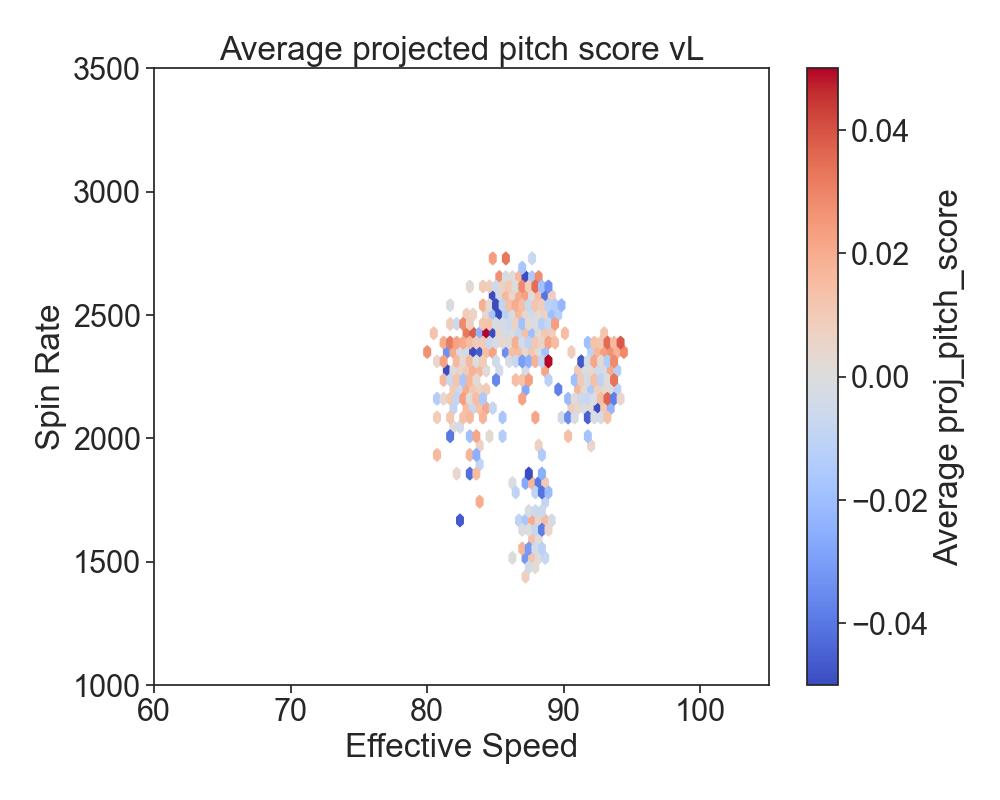 Average projected pitch score vL
3500
3000
2500
2000
1500
1000
Spin Rate
60 70 80 90 100
Effective Speed
0.04
0.02
0.00
−0.02
−0.04
Average proj_pitch_score